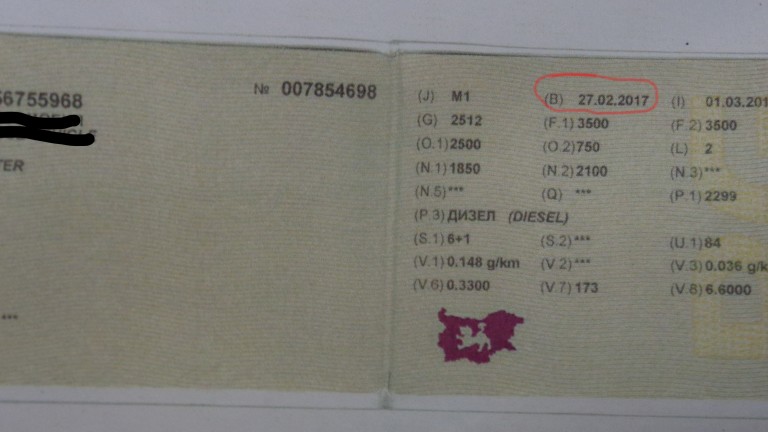 56755968
№ 007854698
TER
***
(J) M1 (B) 27.02.2017 (I) 01.03.201
(G) 2512 (F.1) 3500 (F.2) 3500
(O.1) 2500 (O.2) 750 (L) 2
(N.1) 1850 (N.2) 2100 (N.3) ***
(N.5) *** (Q) *** (P.1) 2299
(P.3) ДИЗЕЛ (DIESEL)
(S.1) 6+1 (S.2) *** (U.1) 84
(V.1) 0.148 g/km (V.2) *** (V.3) 0.036 g/k
(V.6) 0.3300 (V.7) 173 (V.8) 6.6000